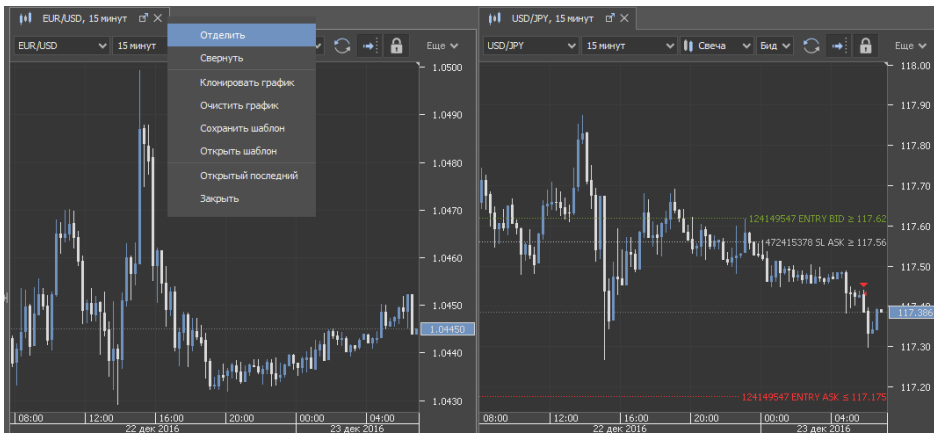 EUR/USD, 15 минут
EUR/USD 15 минут Еще
Отделить
Свернуть
Клонировать график
Очистить график
Сохранить шаблон
Открыть шаблон
Открытый последний
Закрыть
1.0500
1.0490
1.0480
1.0470
1.0460
1.0450
1.04450
1.0440
1.0430
08:00 12:00 16:00 20:00 00:00 04:00
22 дек 2016 23 дек 2016
USD/JPY, 15 минут
USD/JPY 15 минут Свеча Бид Еще
118.00
117.90
117.80
117.70
124149547 ENTRY BID ≥ 117.62
117.60
472415378 SL ASK ≥ 117.56
117.50
117.40
117.386
117.30
117.20
124149547 ENTRY ASK ≤ 117.175
08:00 12:00 16:00 20:00 00:00 04:00
22 дек 2016 23 дек 2016